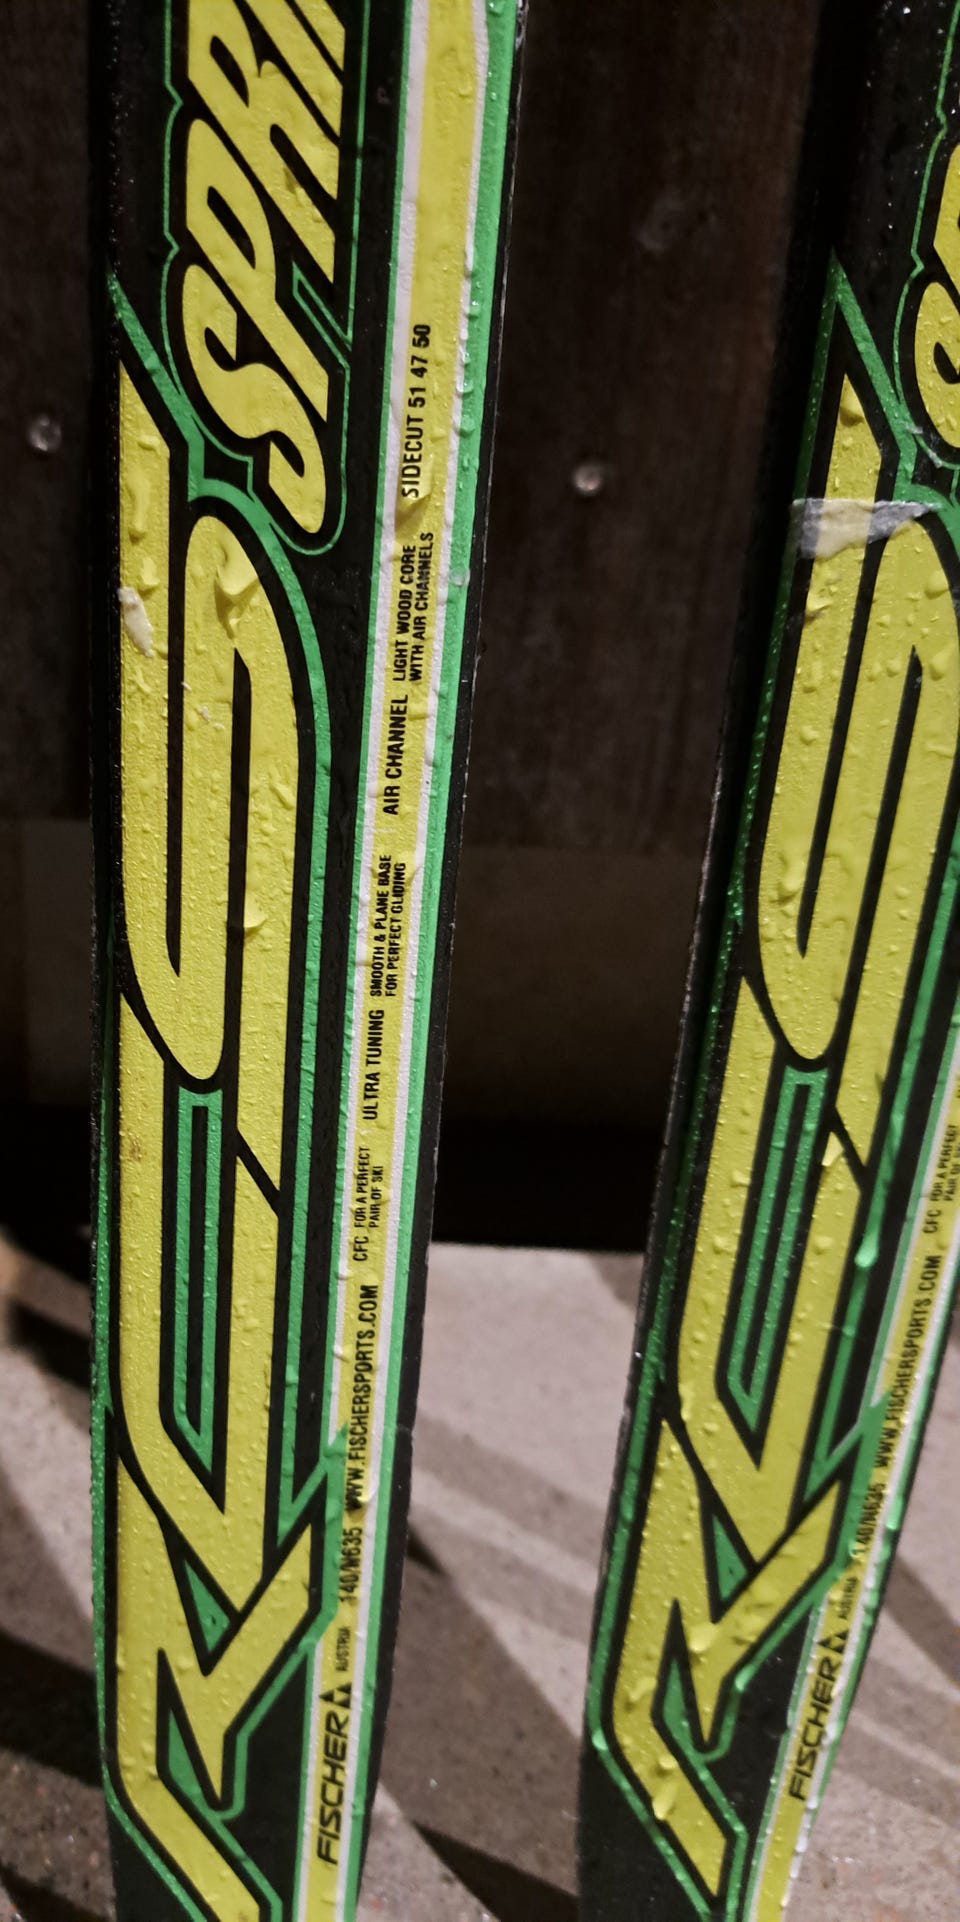 RCS
SPRI
FISCHER AUSTRIA 140/N635 WWW.FISCHERSPORTS.COM
CFC FOR A PERFECT
PAIR OF SKI
ULTRA TUNING SMOOTH & PLANE BASE
FOR PERFECT GLIDING
AIR CHANNEL LIGHT WOOD CORE
WITH AIR CHANNELS
SIDECUT 51 47 50
RCS
S
FISCHER AUSTRIA 140/N635 WWW.FISCHERSPORTS.COM
CFC FOR A PERFECT
PAIR OF